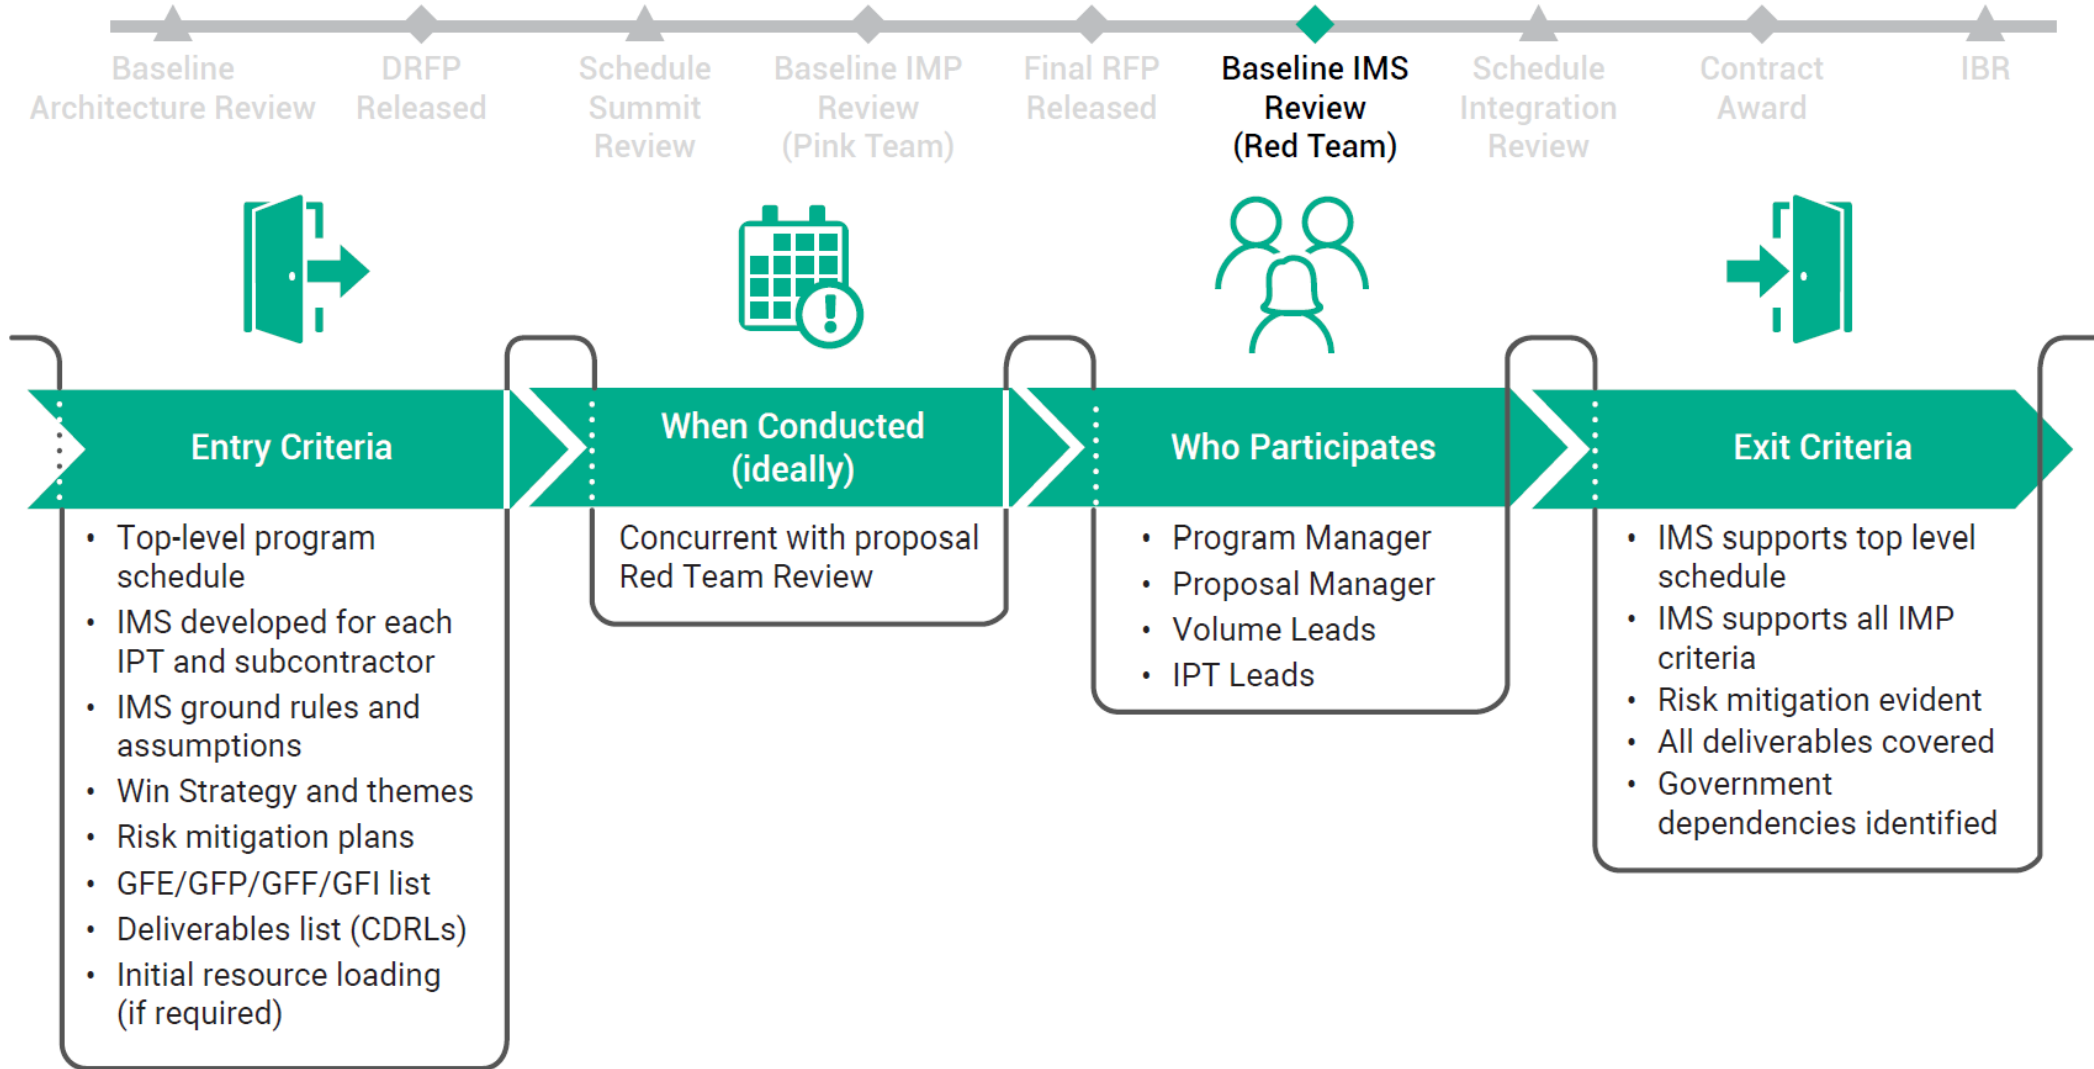 Baseline
Architecture Review
DRFP
Released
Schedule
Summit
Review
Baseline IMP
Review
(Pink Team)
Final RFP
Released
Baseline IMS
Review
(Red Team)
Schedule
Integration
Review
Contract
Award
IBR
Entry Criteria
• Top-level program
schedule
• IMS developed for each
IPT and subcontractor
• IMS ground rules and
assumptions
• Win Strategy and themes
• Risk mitigation plans
• GFE/GFP/GFF/GFI list
• Deliverables list (CDRLs)
• Initial resource loading
(if required)
When Conducted
(ideally)
Concurrent with proposal
Red Team Review
Who Participates
• Program Manager
• Proposal Manager
• Volume Leads
• IPT Leads
Exit Criteria
• IMS supports top level
schedule
• IMS supports all IMP
criteria
• Risk mitigation evident
• All deliverables covered
• Government
dependencies identified